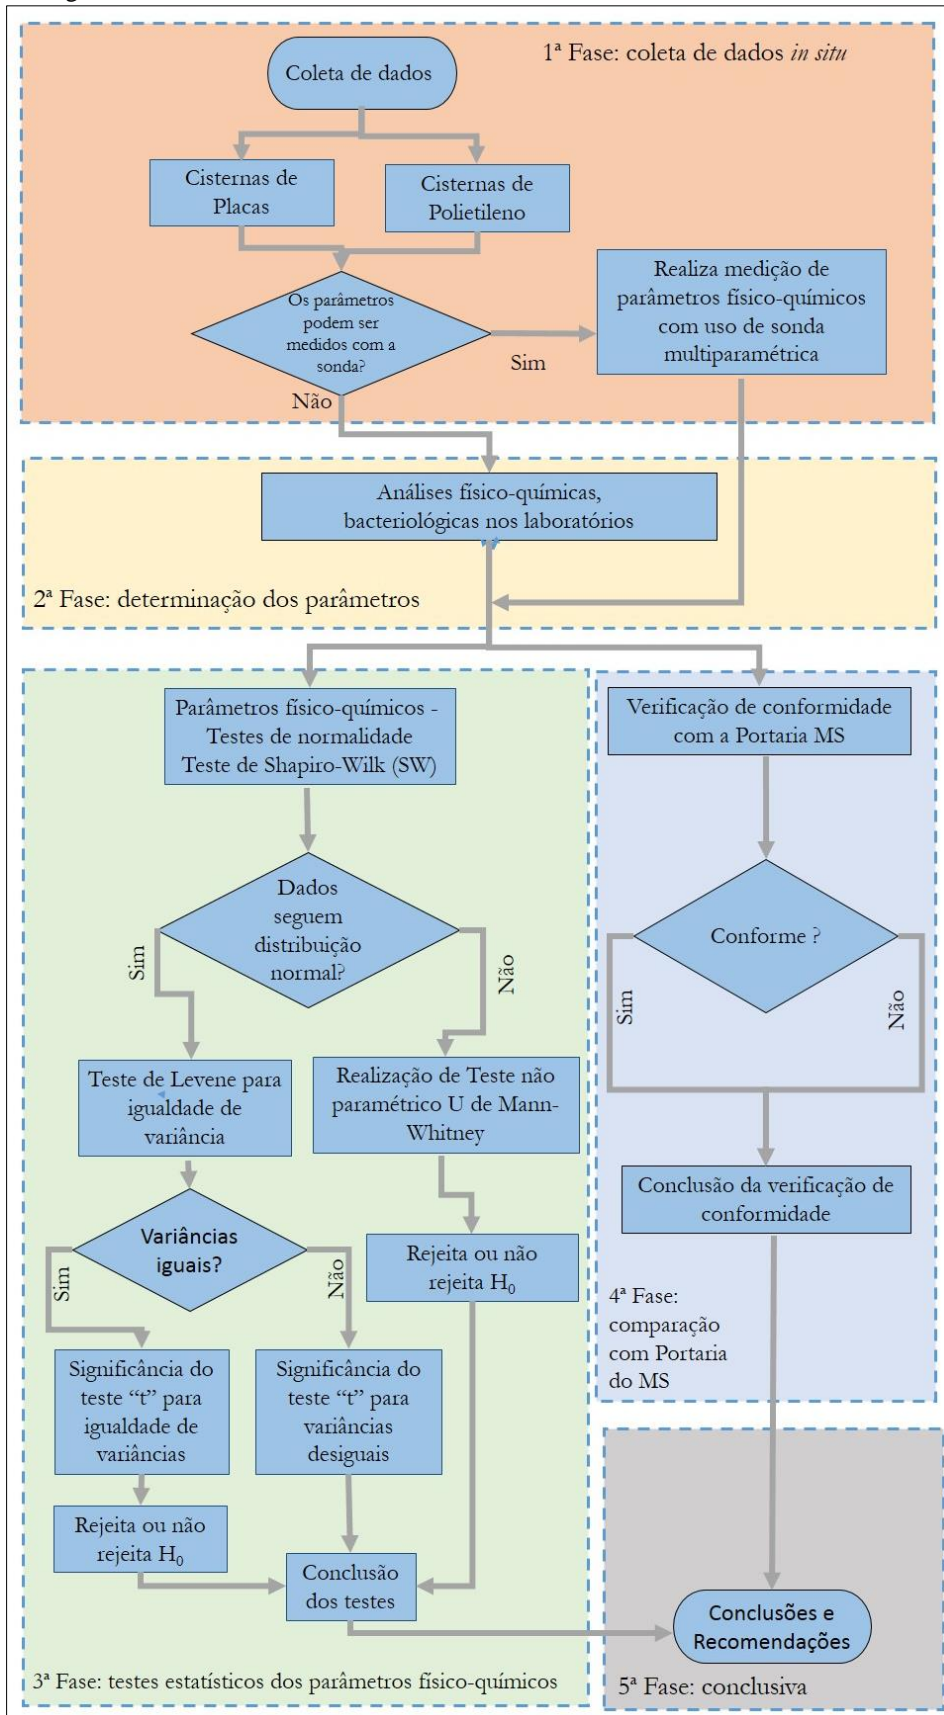 1ª Fase: coleta de dados in situ
Coleta de dados
Cisternas de
Placas
Cisternas de
Polietileno
Os parâmetros
podem ser
medidos com a
sonda?
Sim
Realiza medição de
parâmetros físico-químicos
com uso de sonda
multiparamétrica
Não
Análises físico-químicas,
bacteriológicas nos laboratórios
2ª Fase: determinação dos parâmetros
Parâmetros físico-químicos -
Testes de normalidade
Teste de Shapiro-Wilk (SW)
Dados
seguem
distribuição
normal?
Sim
Não
Teste de Levene para
igualdade de
variância
Realização de Teste não
paramétrico U de Mann-
Whitney
Variâncias
iguais?
Sim
Não
Rejeita ou não
rejeita H₀
Significância do
teste “t” para
igualdade de
variâncias
Significância do
teste “t” para
variâncias
desiguais
Rejeita ou não
rejeita H₀
Conclusão
dos testes
3ª Fase: testes estatísticos dos parâmetros físico-químicos
Verificação de conformidade
com a Portaria MS
Conforme ?
Sim
Não
Conclusão da verificação de
conformidade
4ª Fase:
comparação
com Portaria
do MS
Conclusões e
Recomendações
5ª Fase: conclusiva